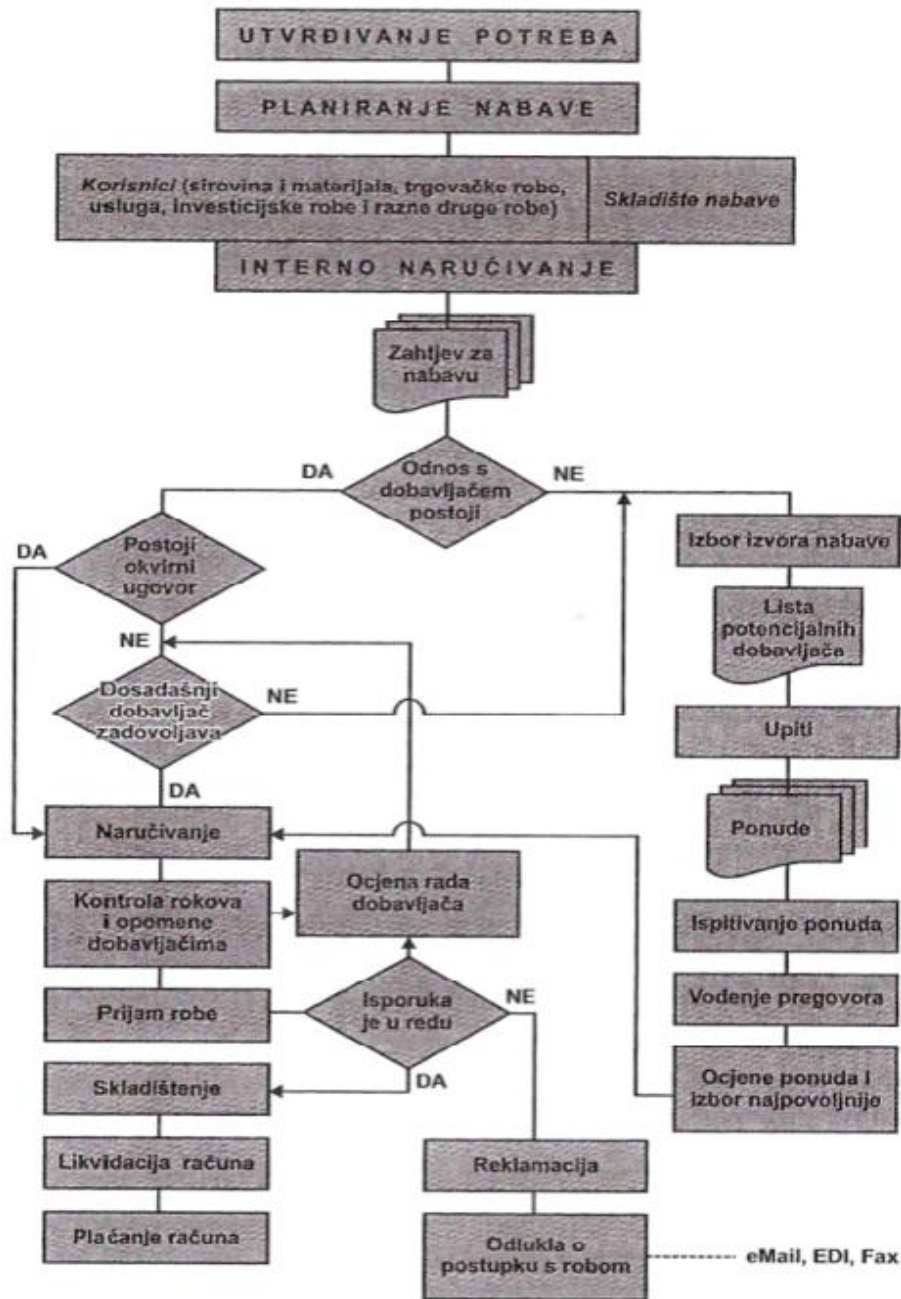 UTVRĐIVANJE POTREBA
PLANIRANJE NABAVE
Korisnici (sirovina i materijala, trgovačke robe,
usluga, investicijske robe i razne druge robe)
Skladište nabave
INTERNO NARUČIVANJE
Zahtjev za
nabavu
DA
Odnos s
dobavljačem
postoji
NE
DA
Postoji
okvirni
ugovor
Izbor izvora nabave
NE
Lista
potencijalnih
dobavljača
Dosadašnji
dobavljač
zadovoljava
NE
Upiti
DA
Naručivanje
Ponude
Kontrola rokova
i opomene
dobavljačima
Ocjena rada
dobavljača
Ispitivanje ponuda
Prijam robe
Isporuka
je u redu
NE
Vođenje pregovora
DA
Skladištenje
Ocjene ponuda i
izbor najpovoljnije
Likvidacija računa
Reklamacija
Plaćanje računa
Odlukla o
postupku s robom
eMail, EDI, Fax